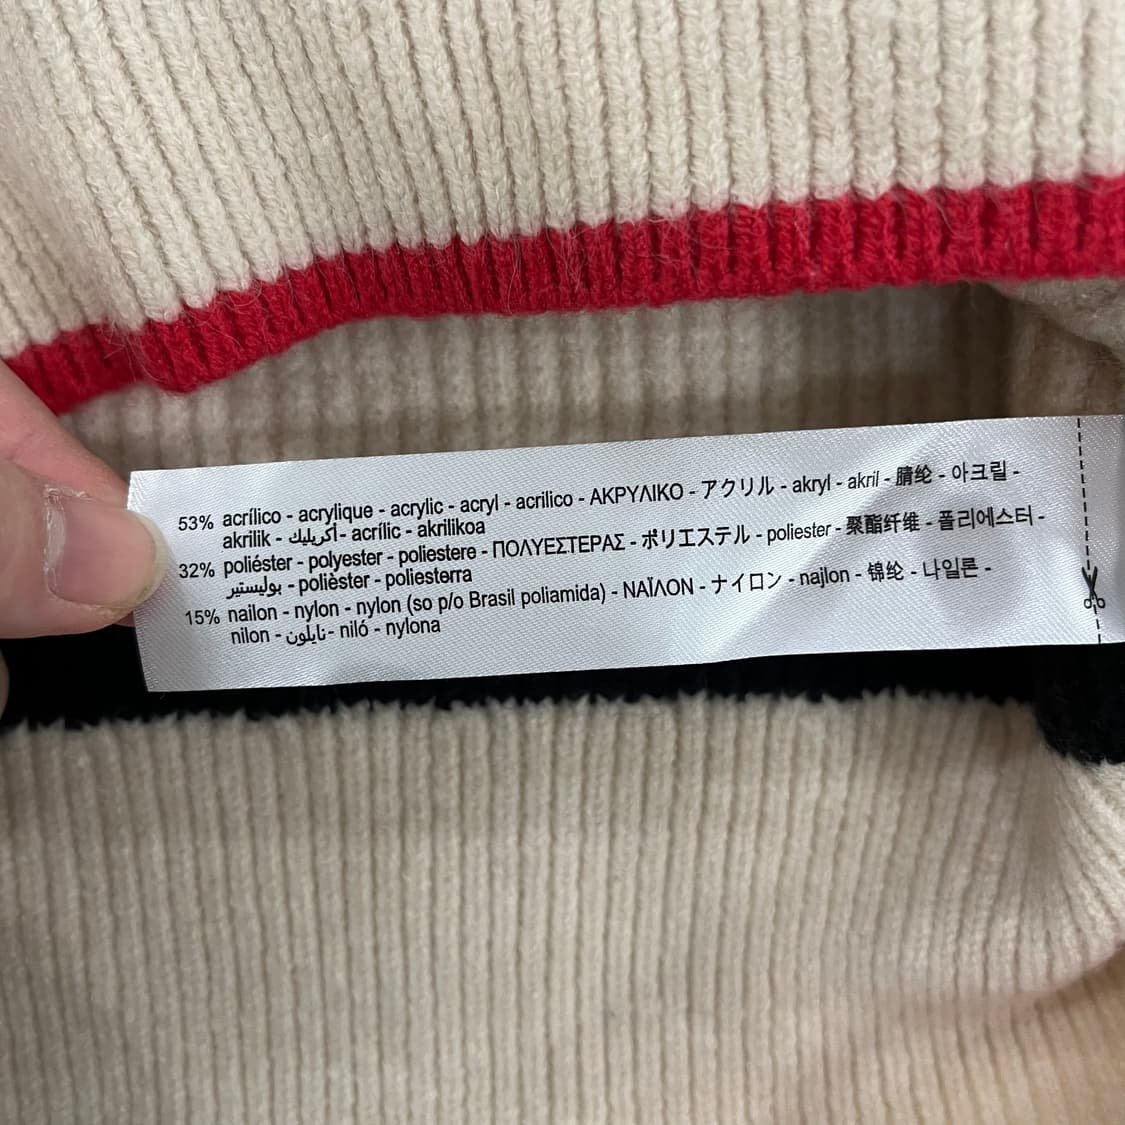 53% acrílico - acrylique - acrylic - acryl - acrilico - ΑΚΡΥΛΙΚΟ - アクリル - akryl - akril - 腈纶 - 아크릴 -
akrilik - أكريليك - acrílic - akrilikoa
32% poliéster - polyester - poliestere - ΠΟΛΥΕΣΤΕΡΑΣ - ポリエステル - poliester - 聚酯纤维 - 폴리에스터 -
بوليستير - polièster - poliesterra
15% nailon - nylon - nylon (so p/o Brasil poliamida) - ΝΑΪΛΟΝ - ナイロン - najlon - 锦纶 - 나일론 -
nilon - نايلون - niló - nylona